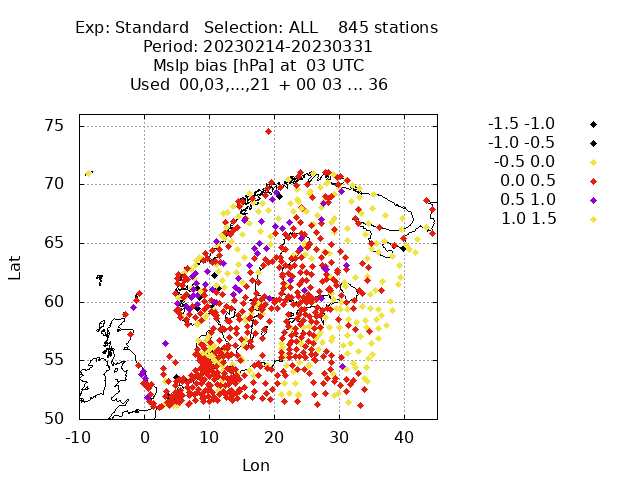 Exp: Standard   Selection: ALL    845 stations
Period: 20230214-20230331
Mslp bias [hPa] at  03 UTC
Used  00,03,...,21  + 00 03 ... 36
75
70
65
60
55
50
-10 0 10 20 30 40
Lat
Lon
-1.5 -1.0
-1.0 -0.5
-0.5 0.0
0.0 0.5
0.5 1.0
1.0 1.5